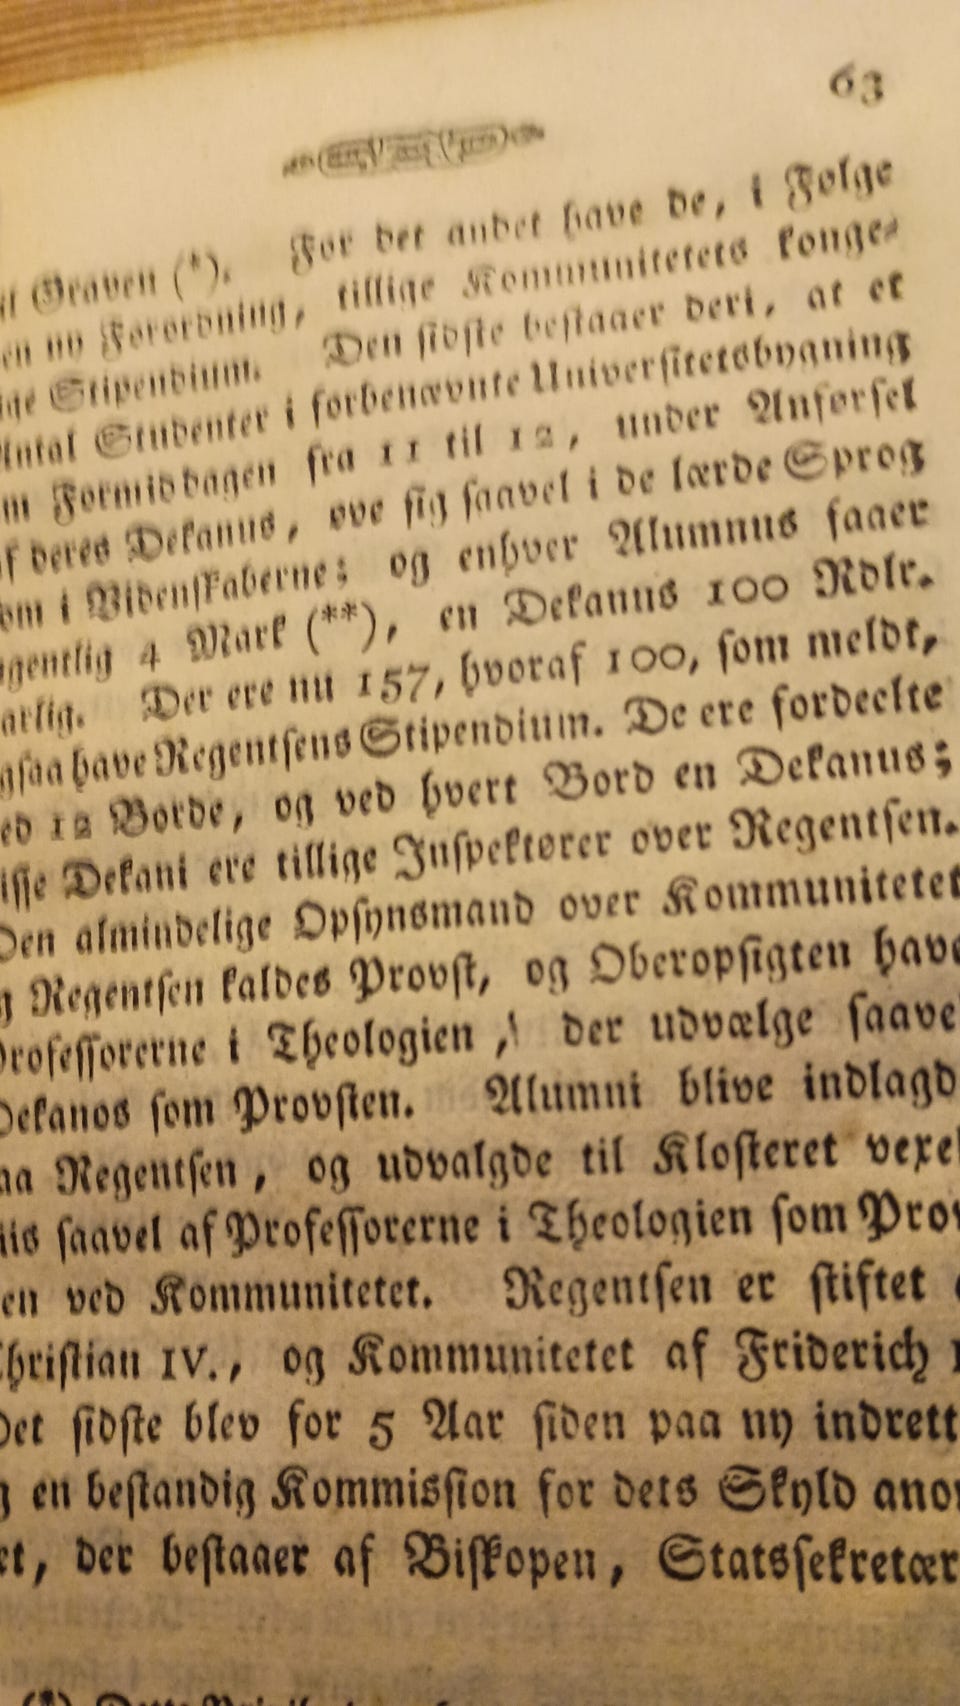 63
Graven (*). For det andet have de, i Følge
en ny Forordning, tillige Kommunitetets konge-
ige Stipendium. Den sidste bestaaer deri, at et
Antal Studenter i forbenævnte Universitetsbygning
m Formiddagen fra 11 til 12, under Anførsel
af deres Dekanus, øve sig saavel i de lærde Sprog
om i Videnskaberne; og enhver Alumnus faaer
gentlig 4 Mark (**), en Dekanus 100 Rdlr.
arlig. Der ere nu 157, hvoraf 100, som meldt,
gsaa have Regentsens Stipendium. De ere fordeelte
ed 12 Borde, og ved hvert Bord en Dekanus;
isse Dekani ere tillige Inspektører over Regentsen.
Den almindelige Opsynsmand over Kommunitetet
g Regentsen kaldes Provst, og Oberopsigten have
Professorerne i Theologien, der udvælge saavel
Dekanos som Provsten. Alumni blive indlagd
aa Regentsen, og udvalgde til Klosteret vexel
iis saavel af Professorerne i Theologien som Prov
en ved Kommunitetet. Regentsen er stiftet
Christian IV., og Kommunitetet af Friderich
Det sidste blev for 5 Aar siden paa ny indrett
g en bestandig Kommission for dets Skyld anor
et, der bestaaer af Biskopen, Statssekretær